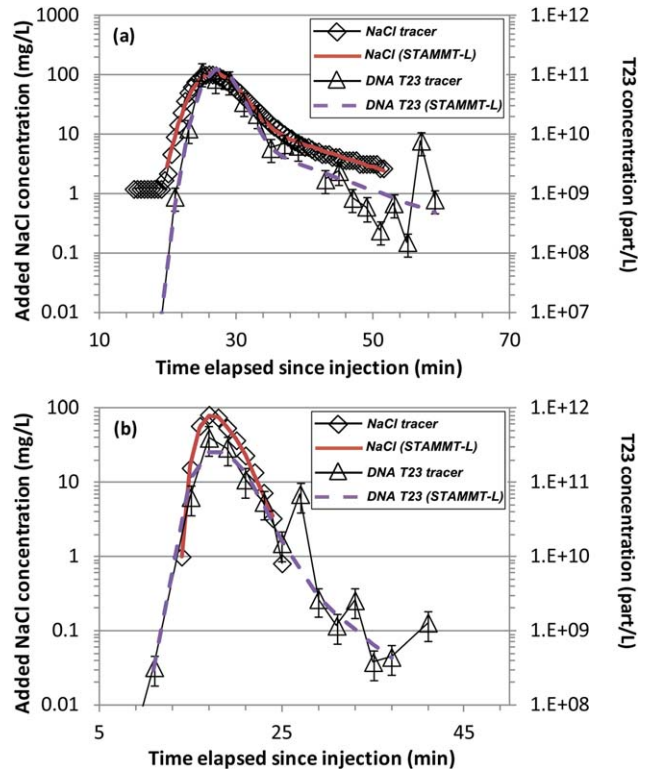 (a)
NaCl tracer
NaCl (STAMMT-L)
DNA T23 tracer
DNA T23 (STAMMT-L)
Added NaCl concentration (mg/L)
1000
100
10
1
0.1
0.01
T23 concentration (part/L)
1.E+12
1.E+11
1.E+10
1.E+09
1.E+08
1.E+07
10 30 50 70
Time elapsed since injection (min)
(b)
NaCl tracer
NaCl (STAMMT-L)
DNA T23 tracer
DNA T23 (STAMMT-L)
Added NaCl concentration (mg/L)
100
10
1
0.1
0.01
T23 concentration (part/L)
1.E+12
1.E+11
1.E+10
1.E+09
1.E+08
5 25 45
Time elapsed since injection (min)